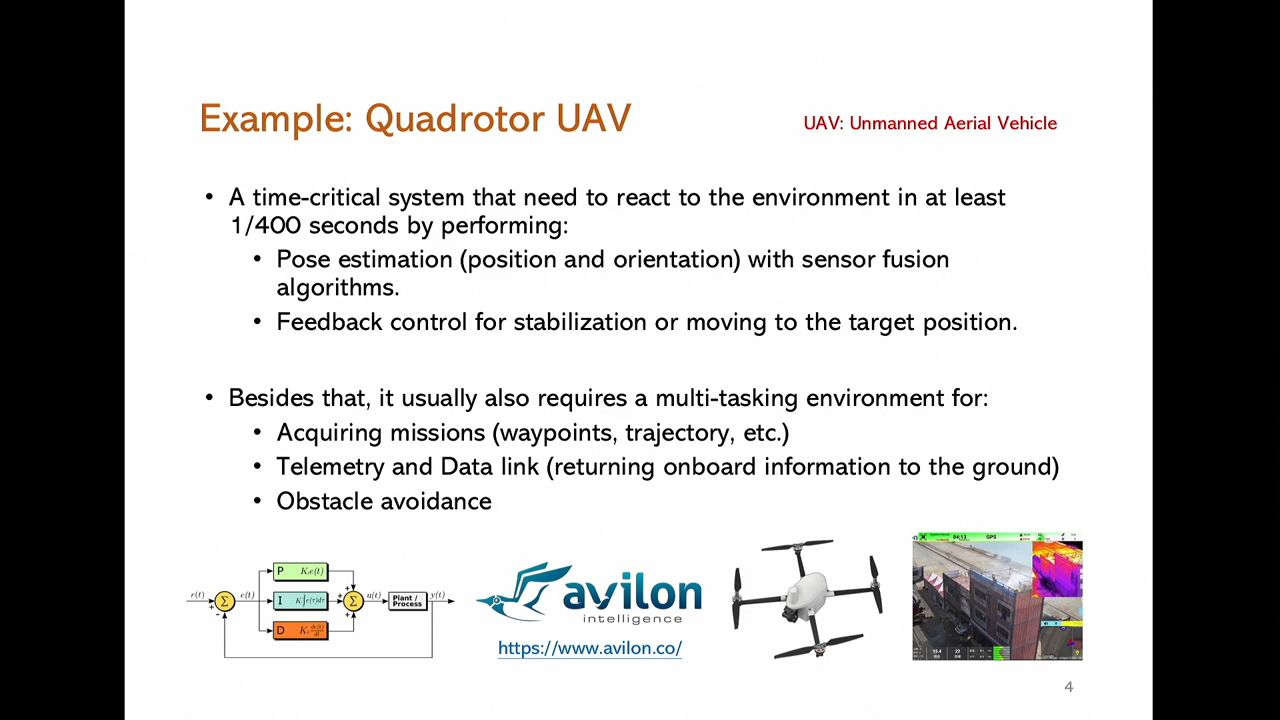 Example: Quadrotor UAV
UAV: Unmanned Aerial Vehicle
• A time-critical system that need to react to the environment in at least
1/400 seconds by performing:
• Pose estimation (position and orientation) with sensor fusion
algorithms.
• Feedback control for stabilization or moving to the target position.
• Besides that, it usually also requires a multi-tasking environment for:
• Acquiring missions (waypoints, trajectory, etc.)
• Telemetry and Data link (returning onboard information to the ground)
• Obstacle avoidance
P
r(t) e(t) I Σ Σ u(t) Plant /
Process y(t)
D
avilon
intelligence
https://www.avilon.co/
04:13 GPS
4